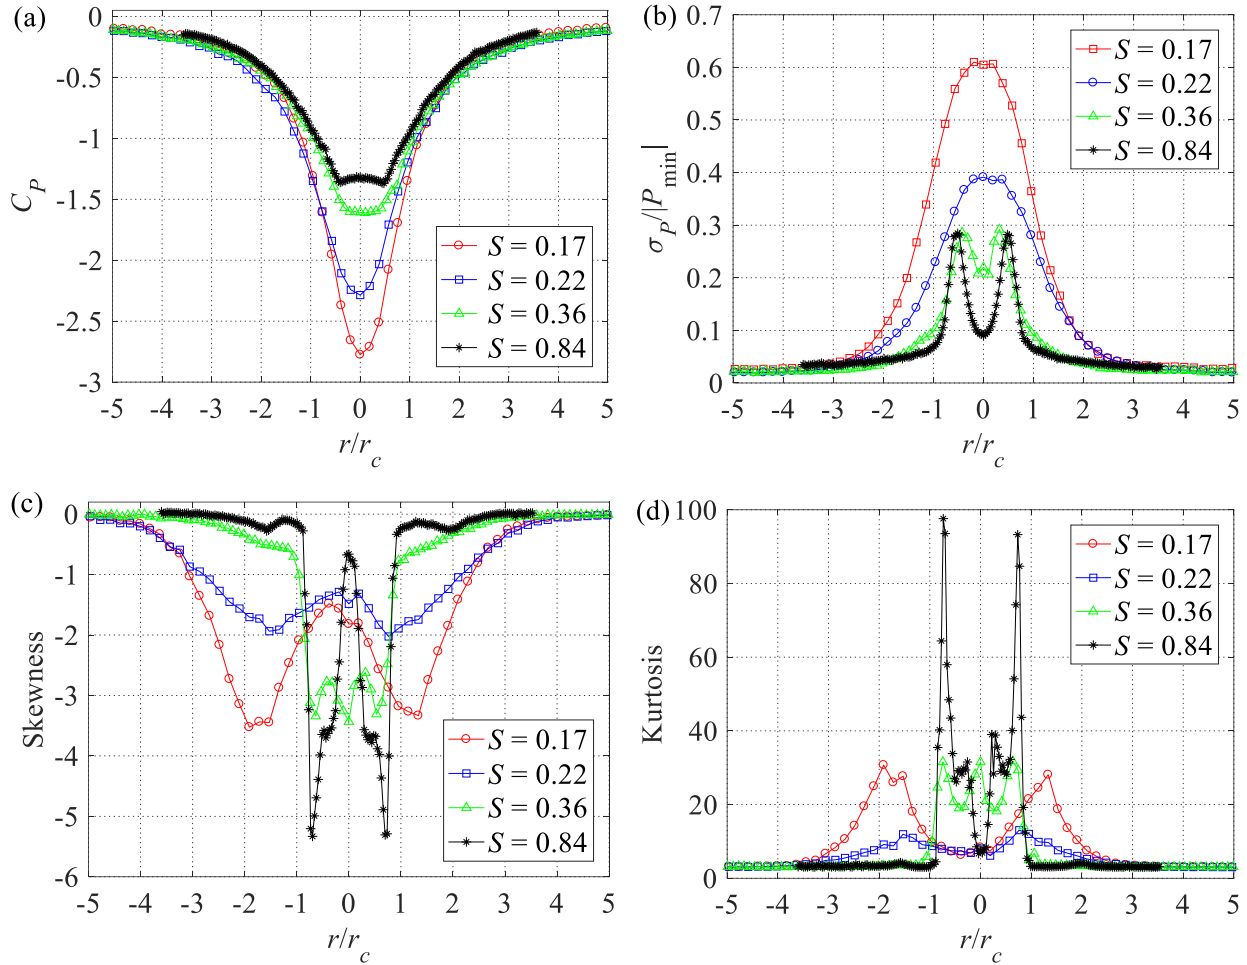 (a)
0
-0.5
-1
-1.5
-2
-2.5
-3
C_P
-5 -4 -3 -2 -1 0 1 2 3 4 5
r/r_c
S = 0.17
S = 0.22
S = 0.36
S = 0.84
(b)
0.7
0.6
0.5
0.4
0.3
0.2
0.1
0
σ_P/|P_min|
-5 -4 -3 -2 -1 0 1 2 3 4 5
r/r_c
S = 0.17
S = 0.22
S = 0.36
S = 0.84
(c)
0
-1
-2
-3
-4
-5
-6
Skewness
-5 -4 -3 -2 -1 0 1 2 3 4 5
r/r_c
S = 0.17
S = 0.22
S = 0.36
S = 0.84
(d)
100
80
60
40
20
0
Kurtosis
-5 -4 -3 -2 -1 0 1 2 3 4 5
r/r_c
S = 0.17
S = 0.22
S = 0.36
S = 0.84